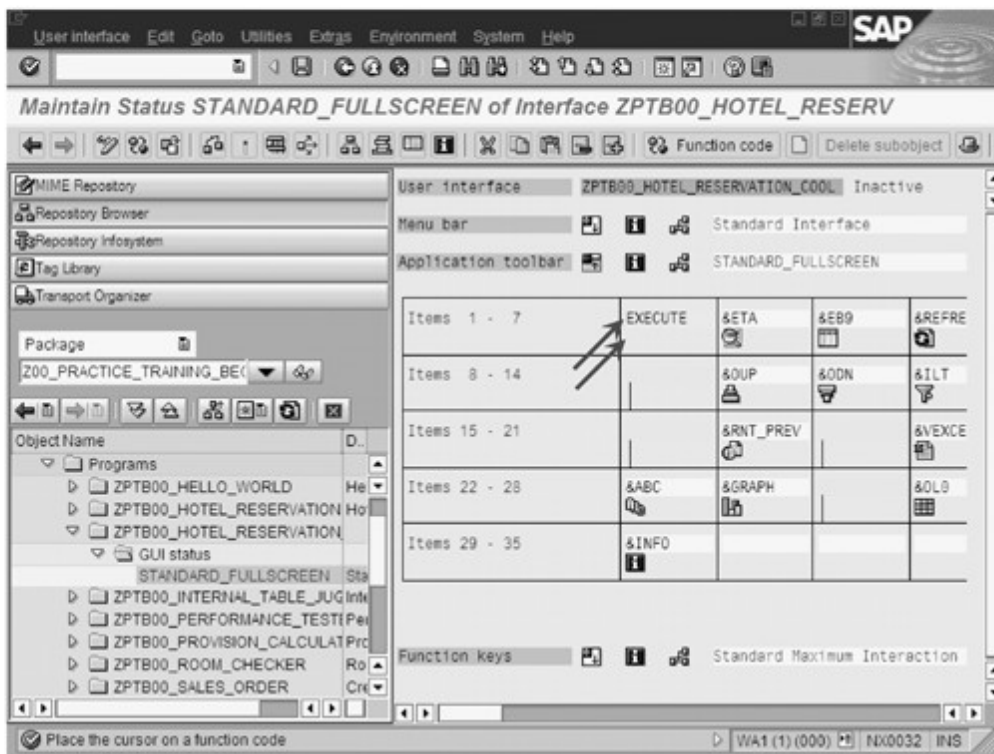 User interface Edit Goto Utilities Extras Environment System Help
SAP
Maintain Status STANDARD_FULLSCREEN of Interface ZPTB00_HOTEL_RESERV
Function code Delete subobject
MIME Repository
Repository Browser
Repository Infosystem
Tag Library
Transport Organizer
Package
Z00_PRACTICE_TRAINING_BEG
Object Name D..
Programs
ZPTB00_HELLO_WORLD He
ZPTB00_HOTEL_RESERVATION Ho
ZPTB00_HOTEL_RESERVATION
GUI status
STANDARD_FULLSCREEN Sta
ZPTB00_INTERNAL_TABLE_JUG Inte
ZPTB00_PERFORMANCE_TESTE Per
ZPTB00_PROVISION_CALCULAT Pro
ZPTB00_ROOM_CHECKER Ro
ZPTB00_SALES_ORDER Cre
User interface ZPTB00_HOTEL_RESERVATION_COOL Inactive
Menu bar Standard Interface
Application toolbar STANDARD_FULLSCREEN
Items 1 - 7 EXECUTE &ETA &EB9 &REFRE
Items 8 - 14 &OUP &ODN &ILT
Items 15 - 21 &RNT_PREV &VEXCE
Items 22 - 28 &ABC &GRAPH &OL0
Items 29 - 35 &INFO
Function keys Standard Maximum Interaction
Place the cursor on a function code WA1 (1) (000) NX0032 INS